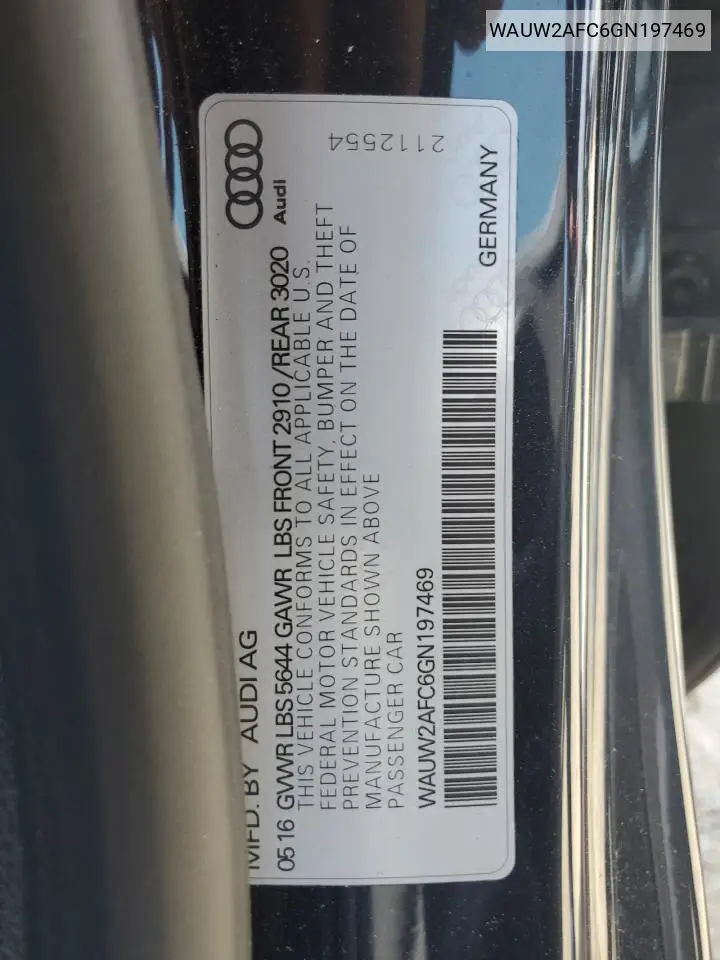 WAUW2AFC6GN197469
MFD. BY AUDI AG
0516 GVWR LBS 5644 GAWR LBS FRONT 2910 / REAR 3020
THIS VEHICLE CONFORMS TO ALL APPLICABLE U.S.
FEDERAL MOTOR VEHICLE SAFETY, BUMPER AND THEFT
PREVENTION STANDARDS IN EFFECT ON THE DATE OF
MANUFACTURE SHOWN ABOVE
PASSENGER CAR
WAUW2AFC6GN197469
Audi
2112554
GERMANY